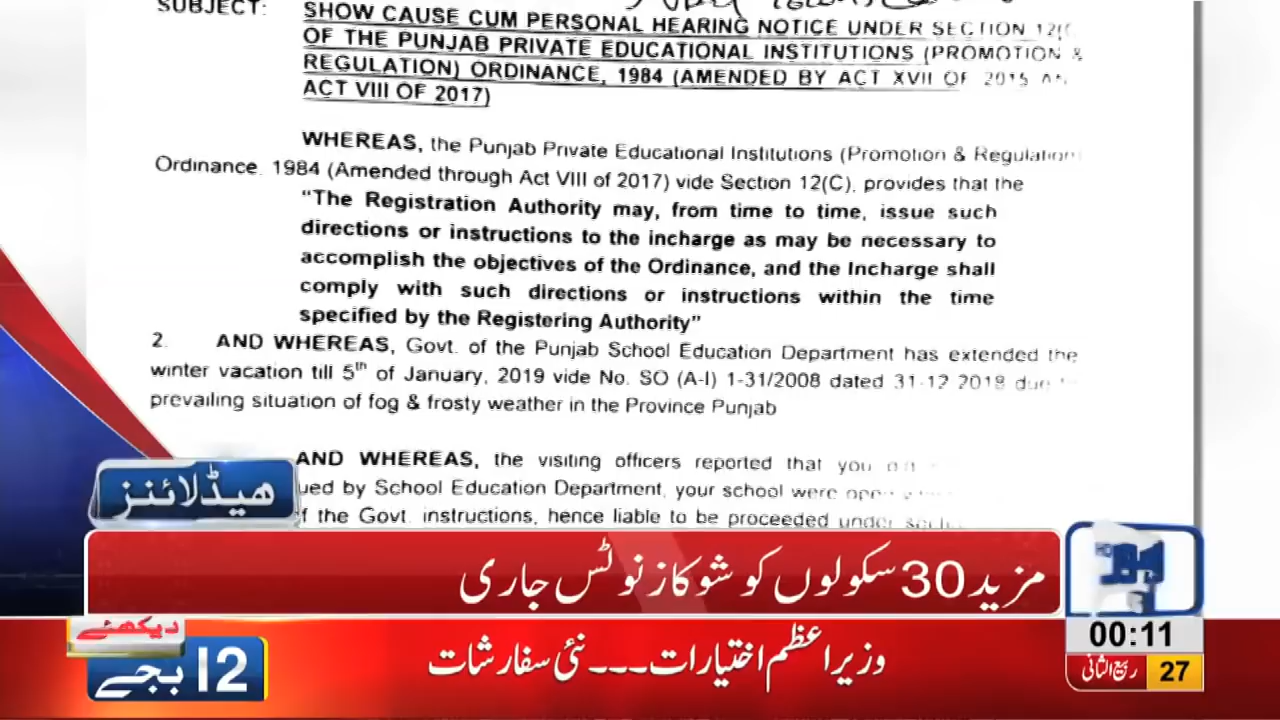 SUBJECT:
SHOW CAUSE CUM PERSONAL HEARING NOTICE UNDER SECTION 12(C
OF THE PUNJAB PRIVATE EDUCATIONAL INSTITUTIONS (PROMOTION &
REGULATION) ORDINANCE, 1984 (AMENDED BY ACT XVII OF 2015 AN
ACT VIII OF 2017)
WHEREAS, the Punjab Private Educational Institutions (Promotion & Regulation)
Ordinance. 1984 (Amended through Act VIII of 2017) vide Section 12(C), provides that the
“The Registration Authority may, from time to time, issue such
directions or instructions to the incharge as may be necessary to
accomplish the objectives of the Ordinance, and the Incharge shall
comply with such directions or instructions within the time
specified by the Registering Authority”
2. AND WHEREAS, Govt. of the Punjab School Education Department has extended the
winter vacation till 5th of January, 2019 vide No. SO (A-I) 1-31/2008 dated 31-12-2018 due
prevailing situation of fog & frosty weather in the Province Punjab
AND WHEREAS, the visiting officers reported that you
ued by School Education Department, your school were
f the Govt. instructions, hence liable to be proceeded under
ھیڈلائنز
مزید 30 سکولوں کو شوکاز نوٹس جاری
00:11
دیکھئے
12 بجے
وزیراعظم اختیارات۔۔۔ نئی سفارشات
27 ربیع الثانی